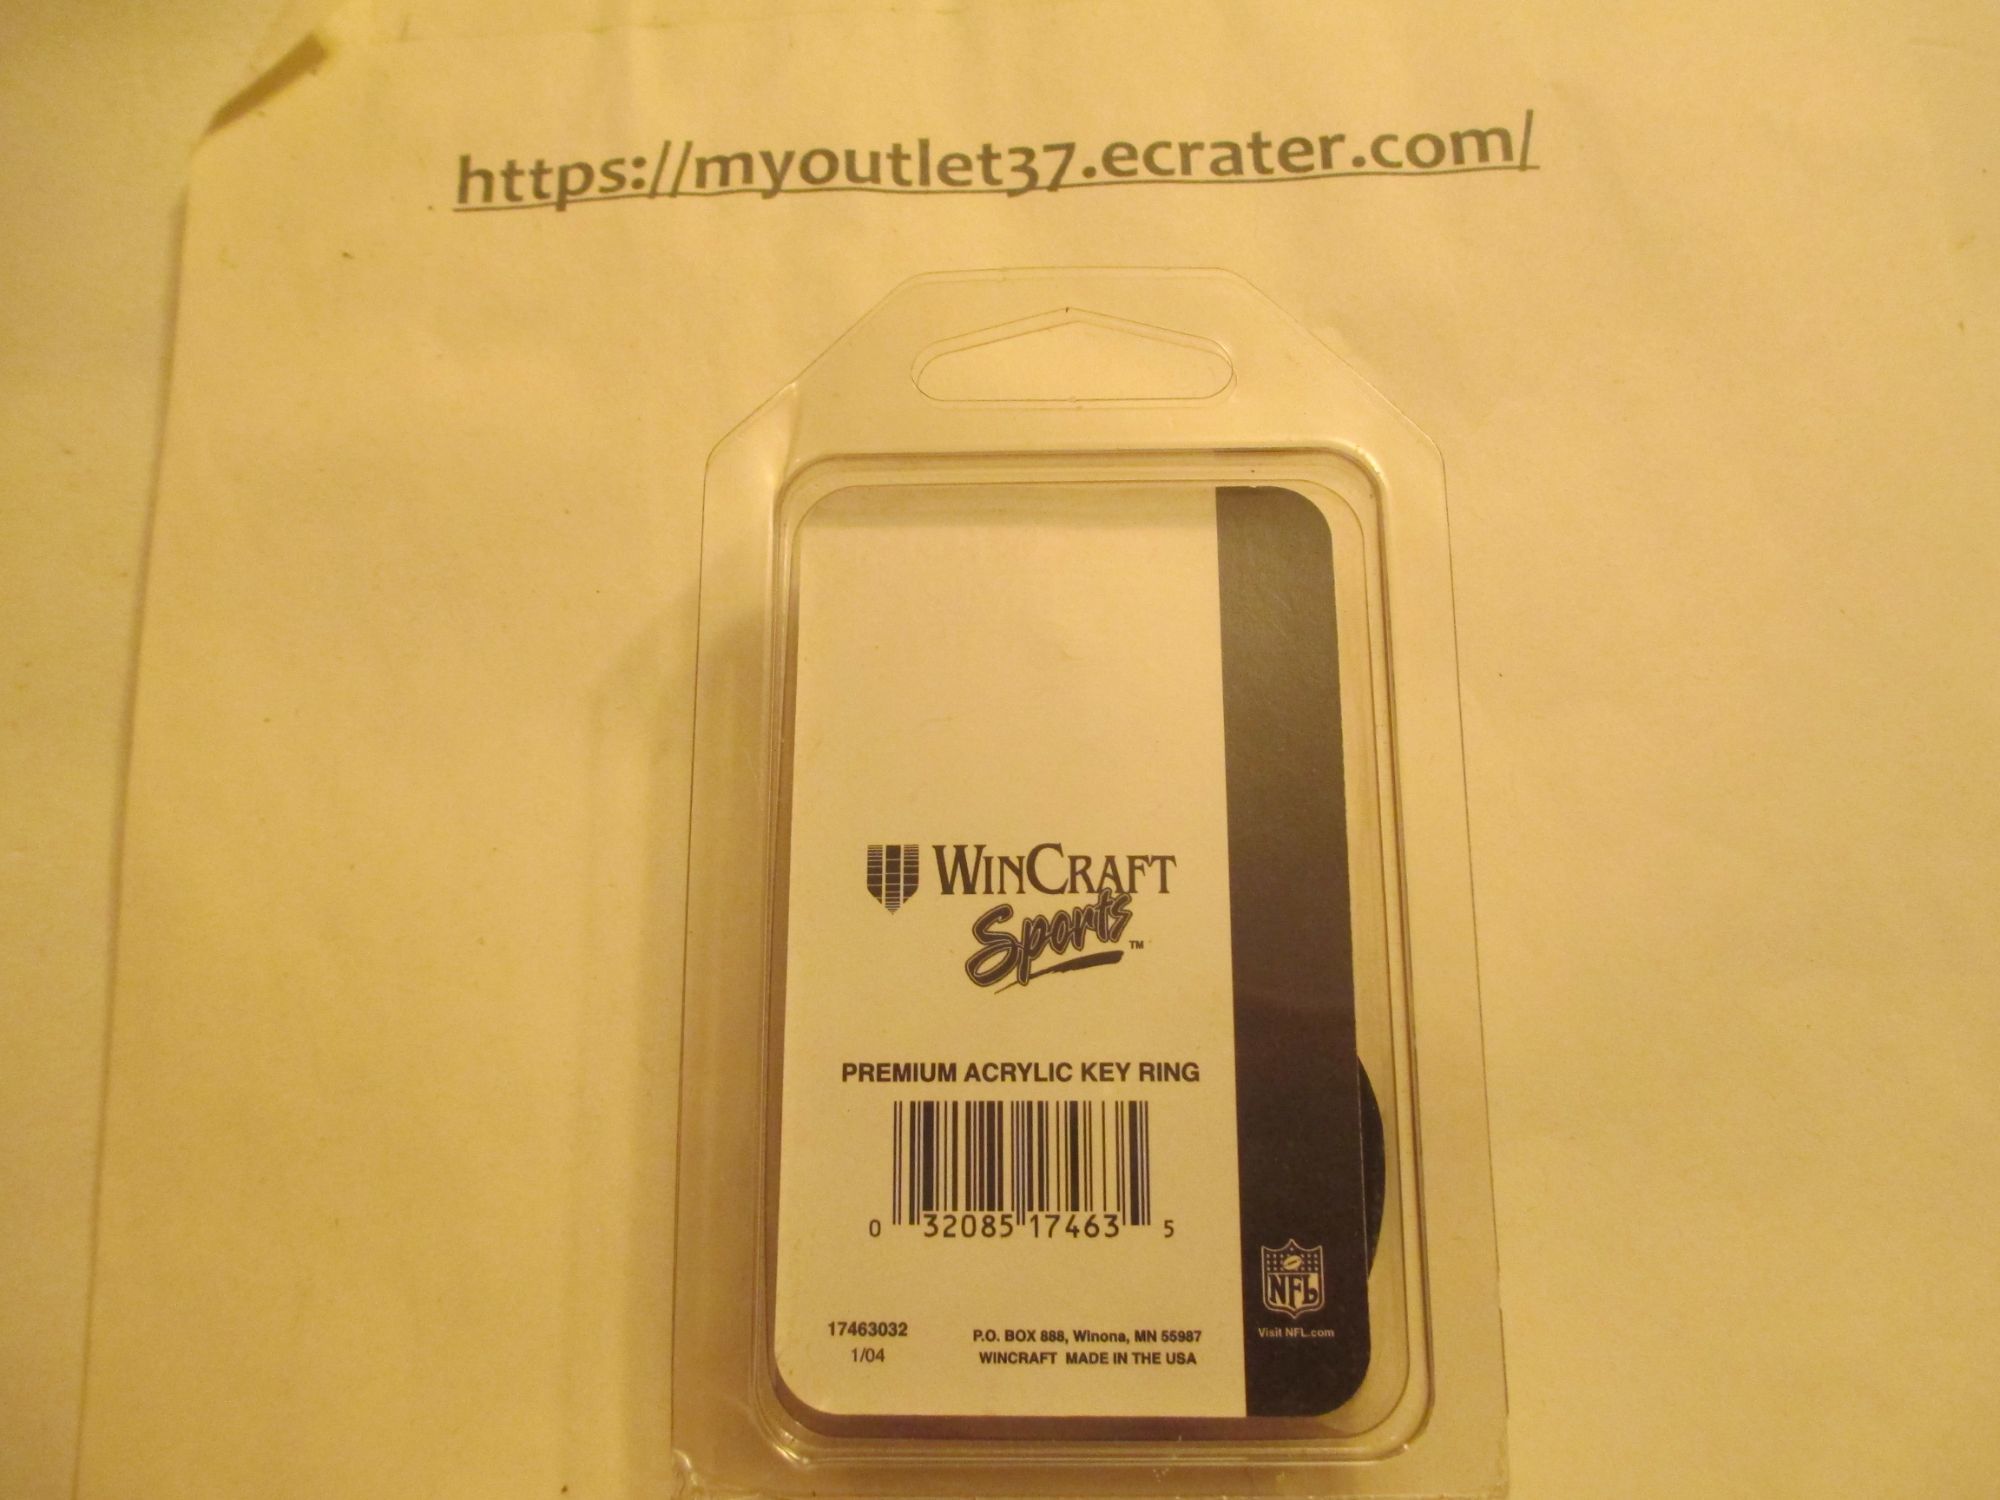 https://myoutlet37.ecrater.com/
WINCRAFT
Sports™
PREMIUM ACRYLIC KEY RING
0 32085 17463 5
NFL
Visit NFL.com
17463032
1/04
P.O. BOX 888, Winona, MN 55987
WINCRAFT MADE IN THE USA